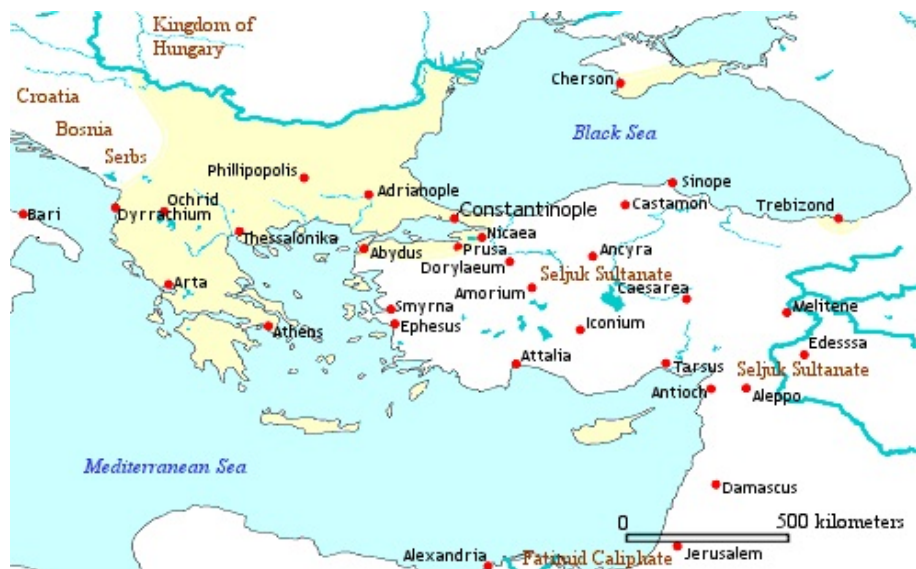 Kingdom of
Hungary
Croatia
Bosnia
Serbs
Cherson
Black Sea
Phillipopolis
Adrianople
Sinope
Castamon
Trebizond
Bari
Ochrid
Dyrrachium
Constantinople
Thessalonika
Nicaea
Abydus
Prusa
Ancyra
Dorylaeum
Seljuk Sultanate
Arta
Amorium
Caesarea
Smyrna
Melitene
Athens
Ephesus
Iconium
Edesssa
Attalia
Tarsus
Seljuk Sultanate
Antioch
Aleppo
Mediterranean Sea
Damascus
0
500 kilometers
Alexandria
Fatimid Caliphate
Jerusalem